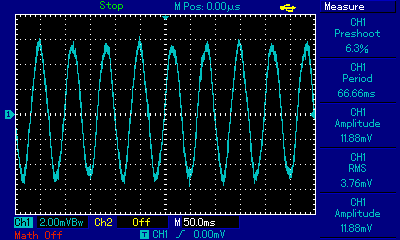 Stop M Pos: 0.00µs Measure
CH1
Preshoot
6.3%
CH1
Period
66.66ms
CH1
Amplitude
11.88mV
CH1
RMS
3.76mV
CH1
Amplitude
11.88mV
1
Ch1 2.00mVBw Ch2 Off M 50.0ms
Math Off T CH1 0.00mV